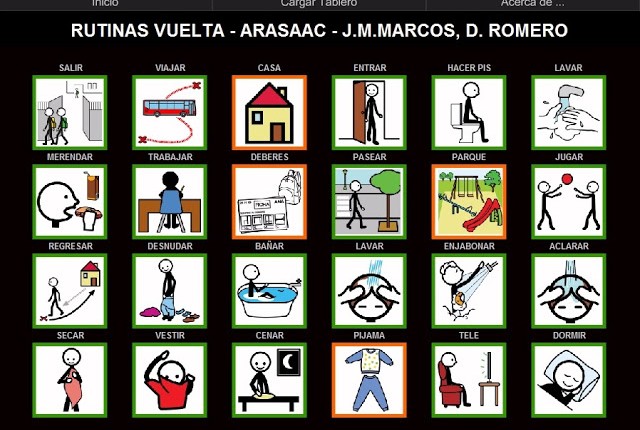 Inicio Cargar Tablero Acerca de ...
RUTINAS VUELTA - ARASAAC - J.M.MARCOS, D. ROMERO
SALIR VIAJAR CASA ENTRAR HACER PIS LAVAR
MERENDAR TRABAJAR DEBERES PASEAR PARQUE JUGAR
REGRESAR DESNUDAR BAÑAR LAVAR ENJABONAR ACLARAR
SECAR VESTIR CENAR PIJAMA TELE DORMIR